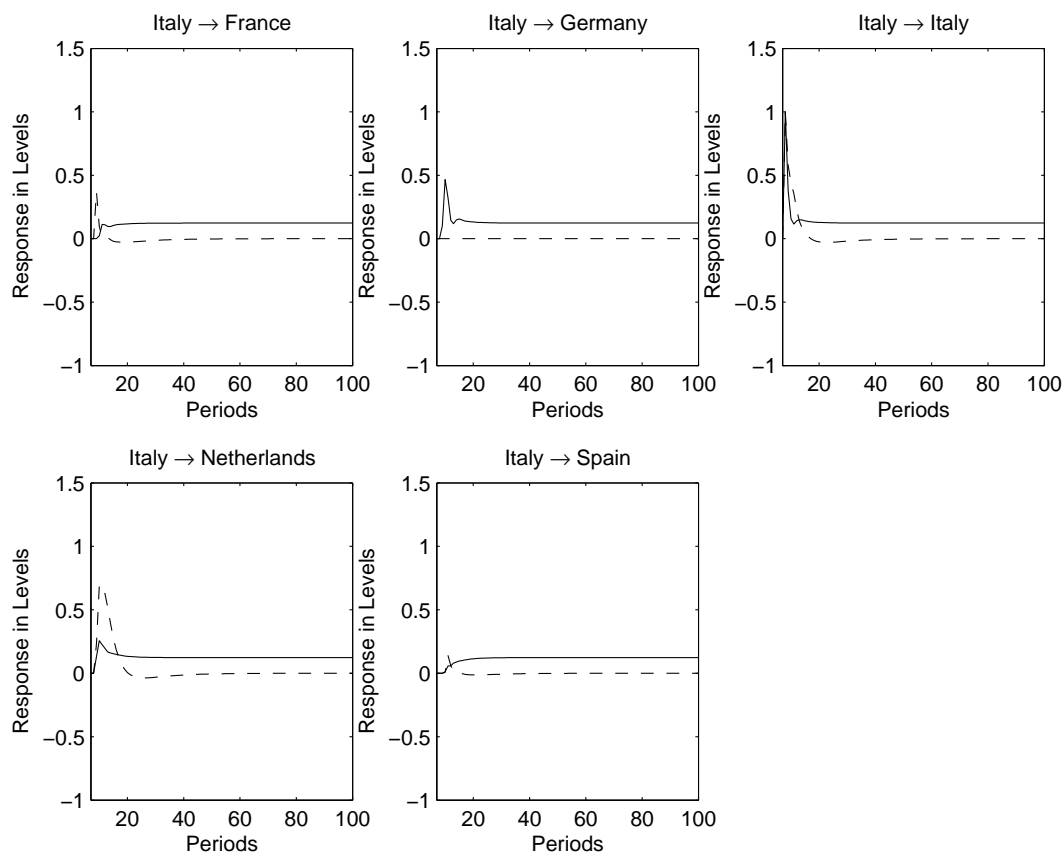 Italy → France
1.5
1
0.5
0
−0.5
−1
Response in Levels
20 40 60 80 100
Periods
Italy → Germany
1.5
1
0.5
0
−0.5
−1
Response in Levels
20 40 60 80 100
Periods
Italy → Italy
1.5
1
0.5
0
−0.5
−1
Response in Levels
20 40 60 80 100
Periods
Italy → Netherlands
1.5
1
0.5
0
−0.5
−1
Response in Levels
20 40 60 80 100
Periods
Italy → Spain
1.5
1
0.5
0
−0.5
−1
Response in Levels
20 40 60 80 100
Periods